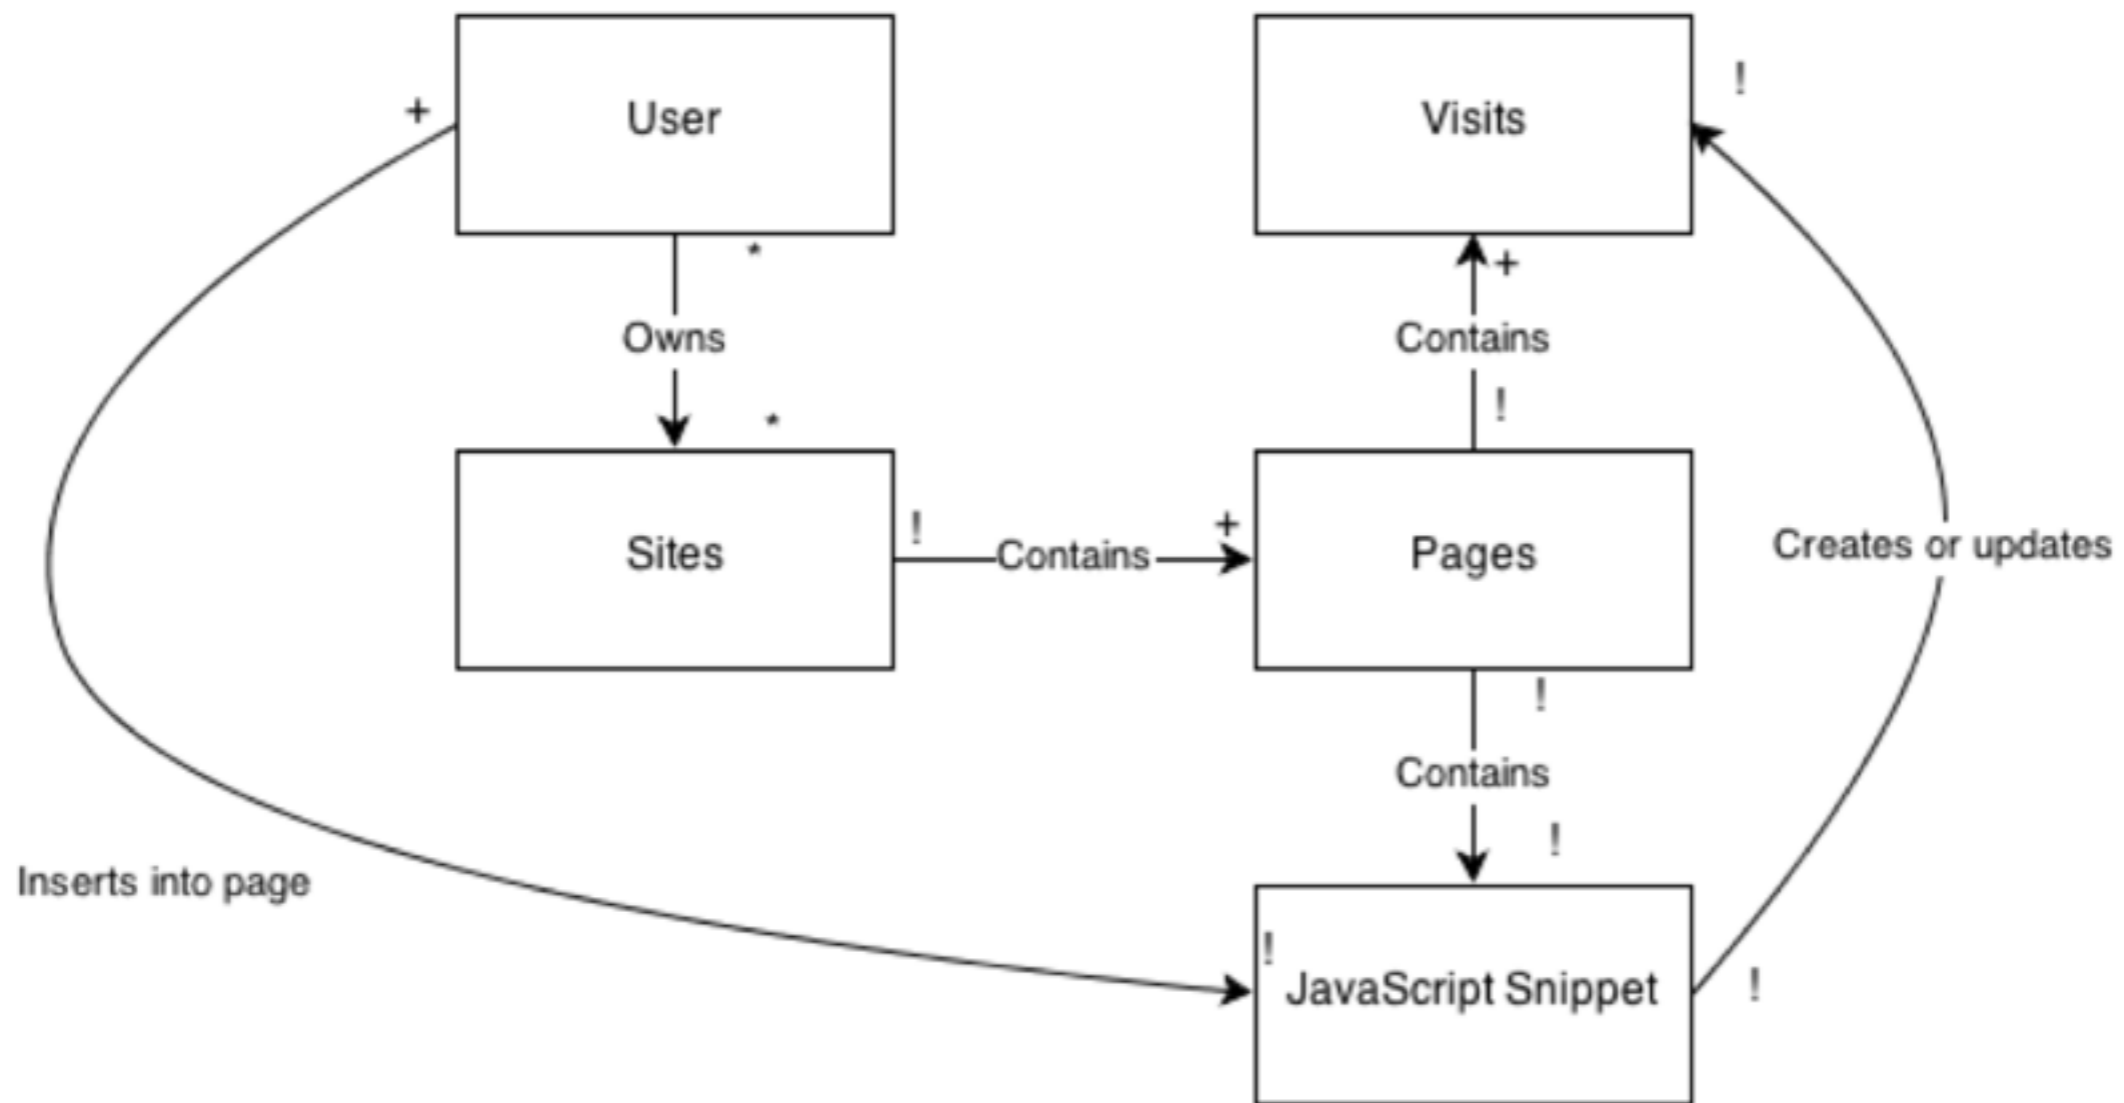 User
Visits
!
+
*
+
Owns
Contains
*
!
Sites
!
Contains
+
Pages
Creates or updates
!
Contains
!
Inserts into page
!
JavaScript Snippet
!